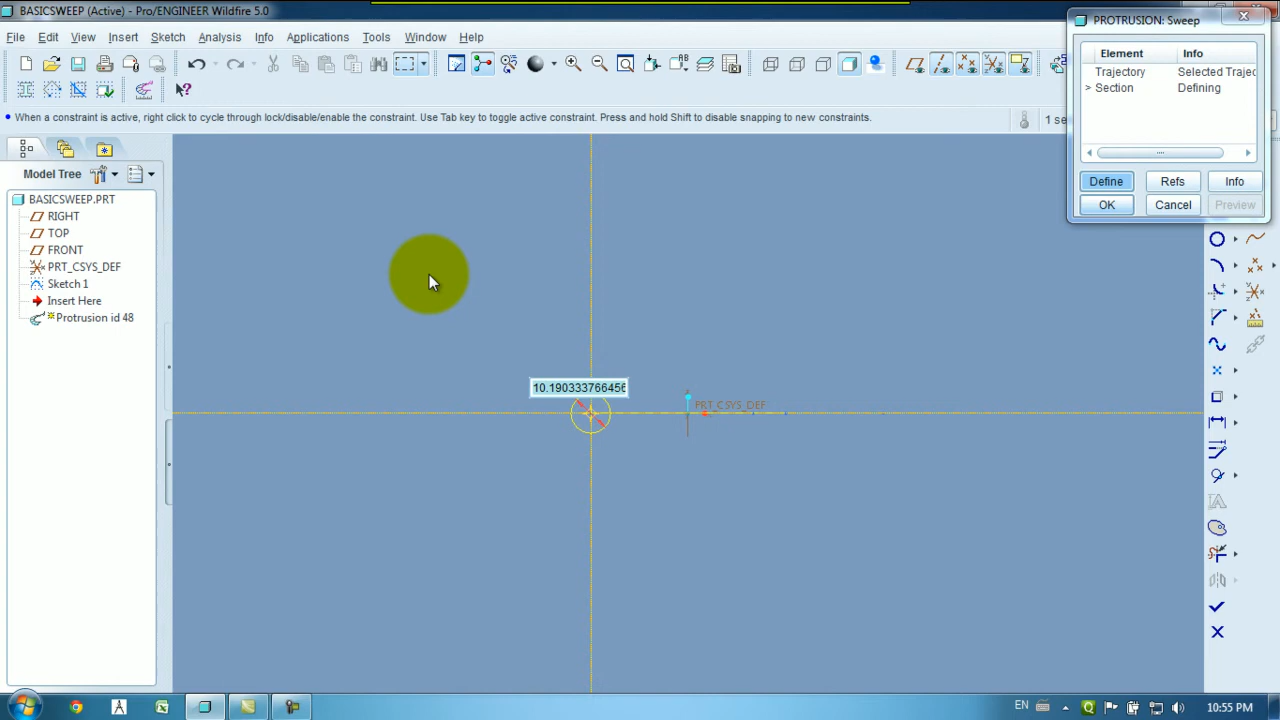 BASICSWEEP (Active) - Pro/ENGINEER Wildfire 5.0
File Edit View Insert Sketch Analysis Info Applications Tools Window Help
When a constraint is active, right click to cycle through lock/disable/enable the constraint. Use Tab key to toggle active constraint. Press and hold Shift to disable snapping to new constraints.
1 se
PROTRUSION: Sweep
Element Info
Trajectory Selected Trajec
> Section Defining
Define Refs Info
OK Cancel Preview
Model Tree
BASICSWEEP.PRT
RIGHT
TOP
FRONT
PRT_CSYS_DEF
Sketch 1
Insert Here
Protrusion id 48
10.190333766456
PRT_CSYS_DEF
EN
10:55 PM